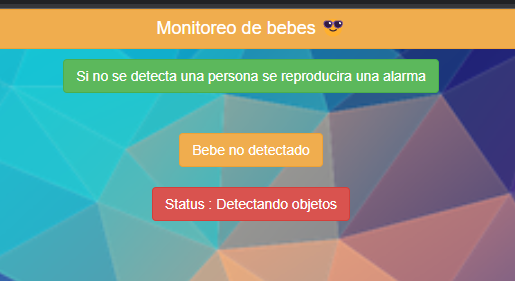 Monitoreo de bebes 😎
Si no se detecta una persona se reproducira una alarma
Bebe no detectado
Status : Detectando objetos